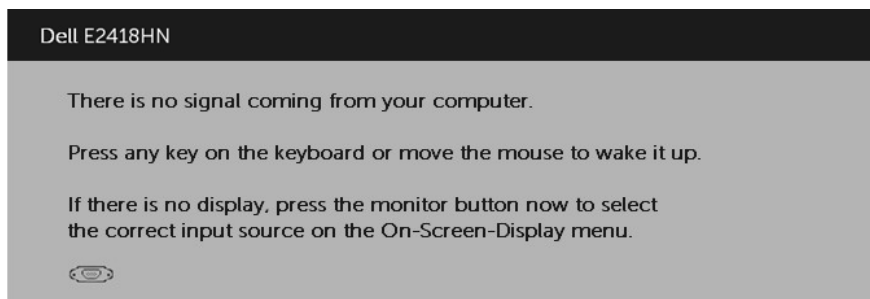 Dell E2418HN
There is no signal coming from your computer.
Press any key on the keyboard or move the mouse to wake it up.
If there is no display, press the monitor button now to select
the correct input source on the On-Screen-Display menu.